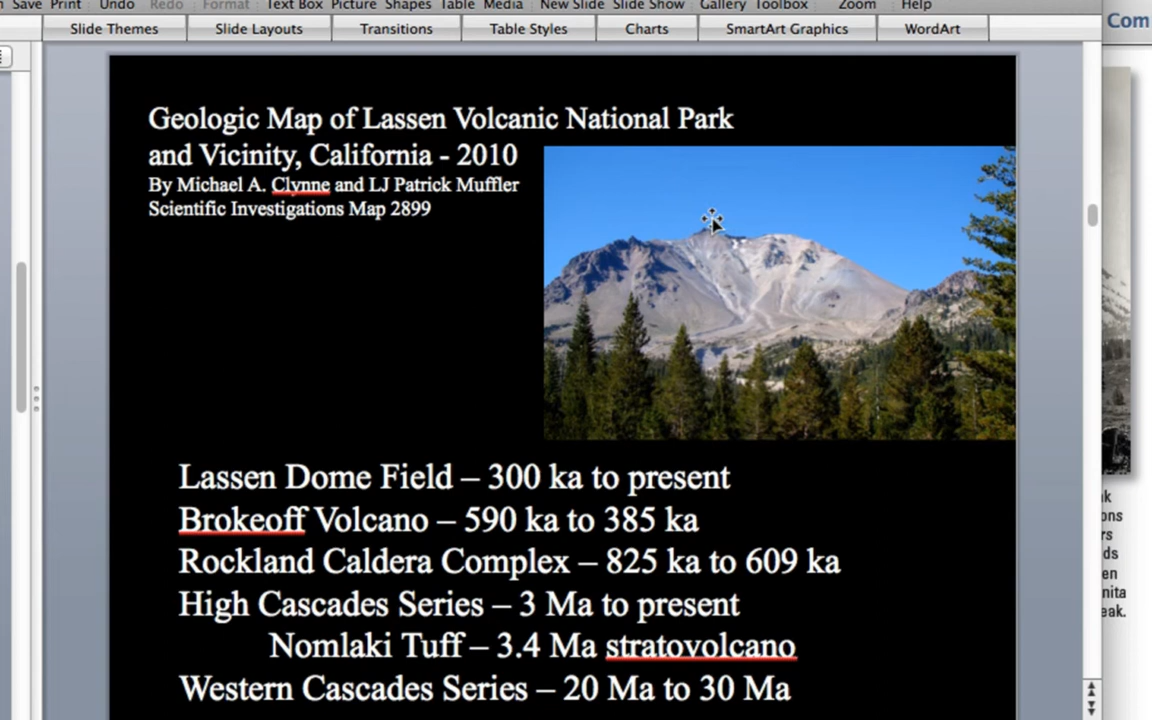 Save Print Undo Redo Format Text Box Picture Shapes Table Media New Slide Slide Show Gallery Toolbox Zoom Help
Slide Themes Slide Layouts Transitions Table Styles Charts SmartArt Graphics WordArt
Com
Geologic Map of Lassen Volcanic National Park
and Vicinity, California - 2010
By Michael A. Clynne and LJ Patrick Muffler
Scientific Investigations Map 2899
Lassen Dome Field – 300 ka to present
Brokeoff Volcano – 590 ka to 385 ka
Rockland Caldera Complex – 825 ka to 609 ka
High Cascades Series – 3 Ma to present
Nomlaki Tuff – 3.4 Ma stratovolcano
Western Cascades Series – 20 Ma to 30 Ma